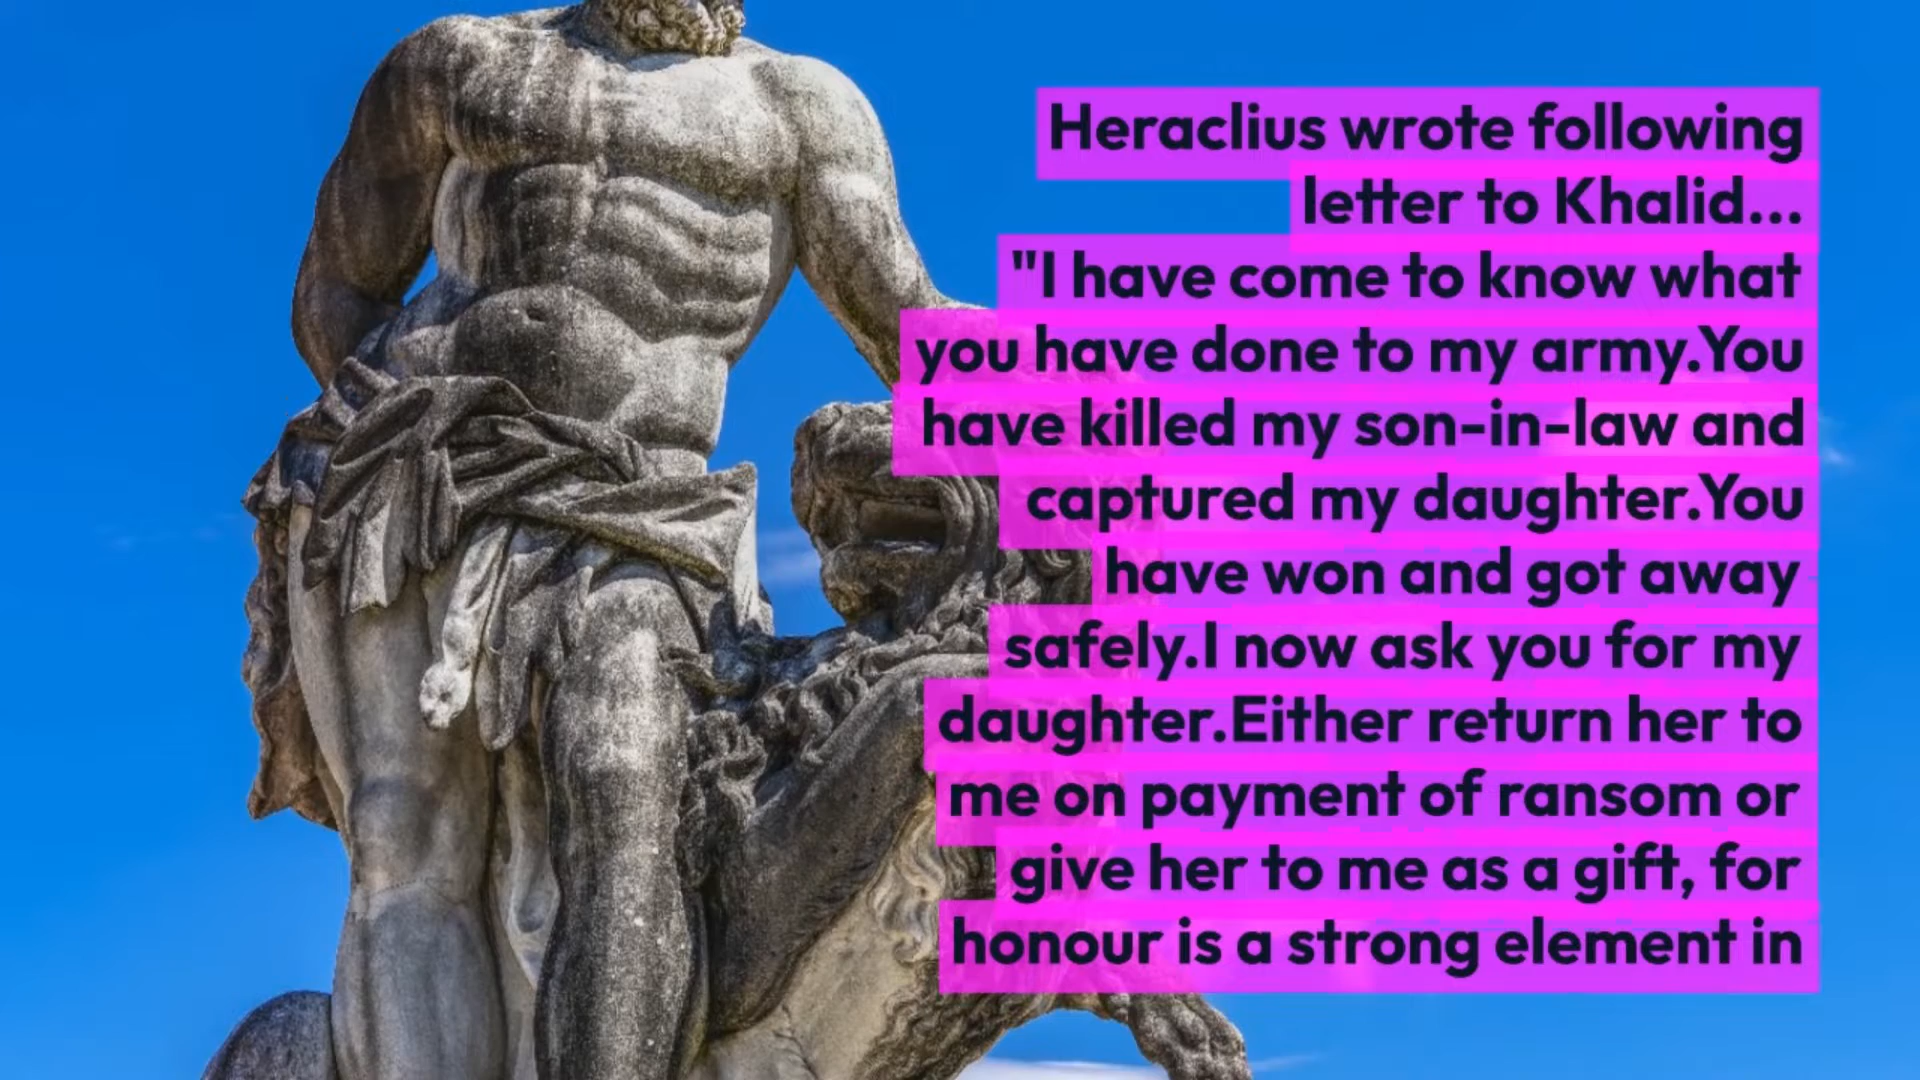 Heraclius wrote following
letter to Khalid...
"I have come to know what
you have done to my army.You
have killed my son-in-law and
captured my daughter.You
have won and got away
safely.I now ask you for my
daughter.Either return her to
me on payment of ransom or
give her to me as a gift, for
honour is a strong element in